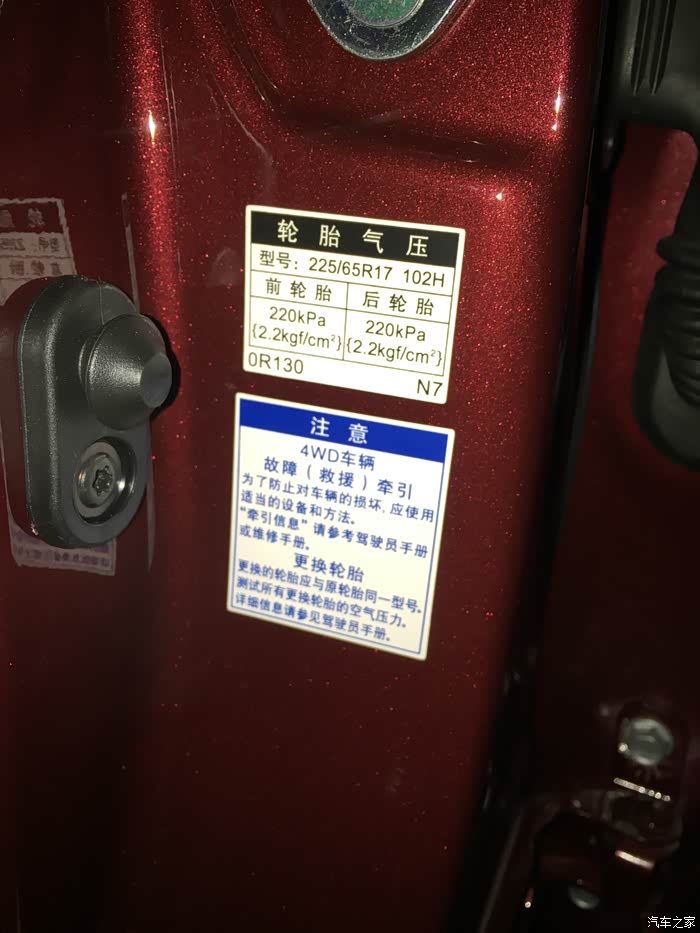 轮胎气压
型号: 225/65R17 102H
前轮胎 后轮胎
220kPa 220kPa
{2.2kgf/cm²} {2.2kgf/cm²}
0R130 N7
注意
4WD车辆
故障(救援)牵引
为了防止对车辆的损坏,应使用
适当的设备和方法。
“牵引信息”请参考驾驶员手册
或维修手册。
更换轮胎
更换的轮胎应与原轮胎同一型号。
测试所有更换轮胎的空气压力。
详细信息请参见驾驶员手册。
汽车之家